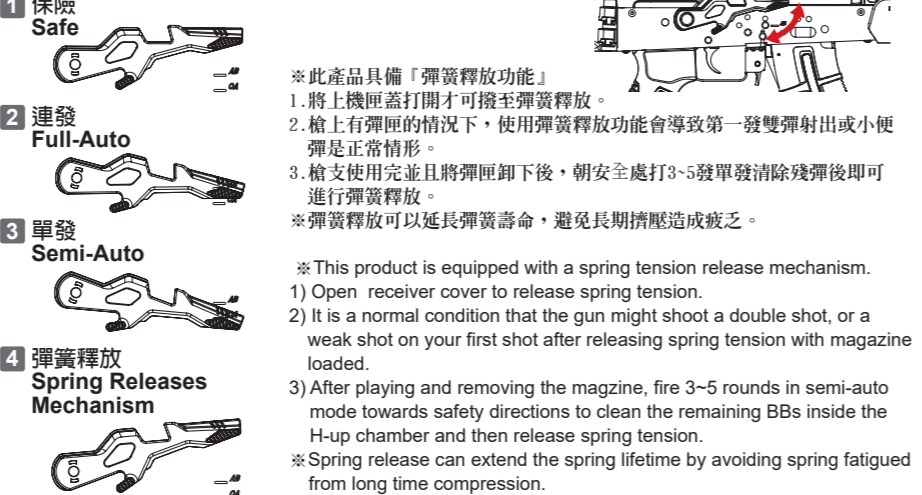 1 保險
Safe
AB
OA
2 連發
Full-Auto
AB
OA
3 單發
Semi-Auto
AB
OA
4 彈簧釋放
Spring Releases
Mechanism
AB
OA
※此產品具備『彈簧釋放功能』
1.將上機匣蓋打開才可撥至彈簧釋放。
2.槍上有彈匣的情況下，使用彈簧釋放功能會導致第一發雙彈射出或小便
彈是正常情形。
3.槍支使用完並且將彈匣卸下後，朝安全處打3~5發單發清除殘彈後即可
進行彈簧釋放。
※彈簧釋放可以延長彈簧壽命，避免長期擠壓造成疲乏。
※This product is equipped with a spring tension release mechanism.
1) Open receiver cover to release spring tension.
2) It is a normal condition that the gun might shoot a double shot, or a
weak shot on your first shot after releasing spring tension with magazine
loaded.
3) After playing and removing the magzine, fire 3~5 rounds in semi-auto
mode towards safety directions to clean the remaining BBs inside the
H-up chamber and then release spring tension.
※Spring release can extend the spring lifetime by avoiding spring fatigued
from long time compression.